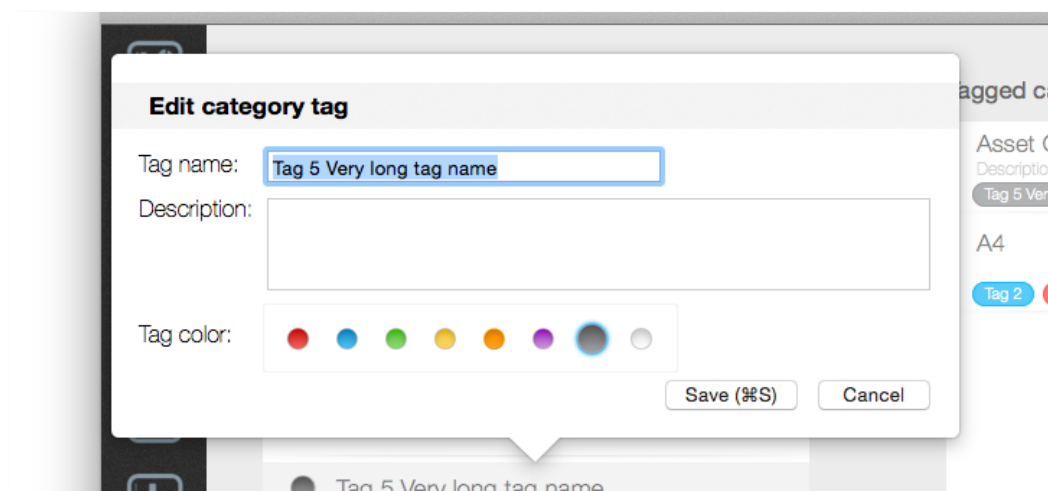 Edit category tag
Tag name:
Tag 5 Very long tag name
Description:
Tag color:
Save (⌘S)
Cancel
Tag 5 Very long tag name
agged c
Asset
Descriptio
Tag 5 Ver
A4
Tag 2